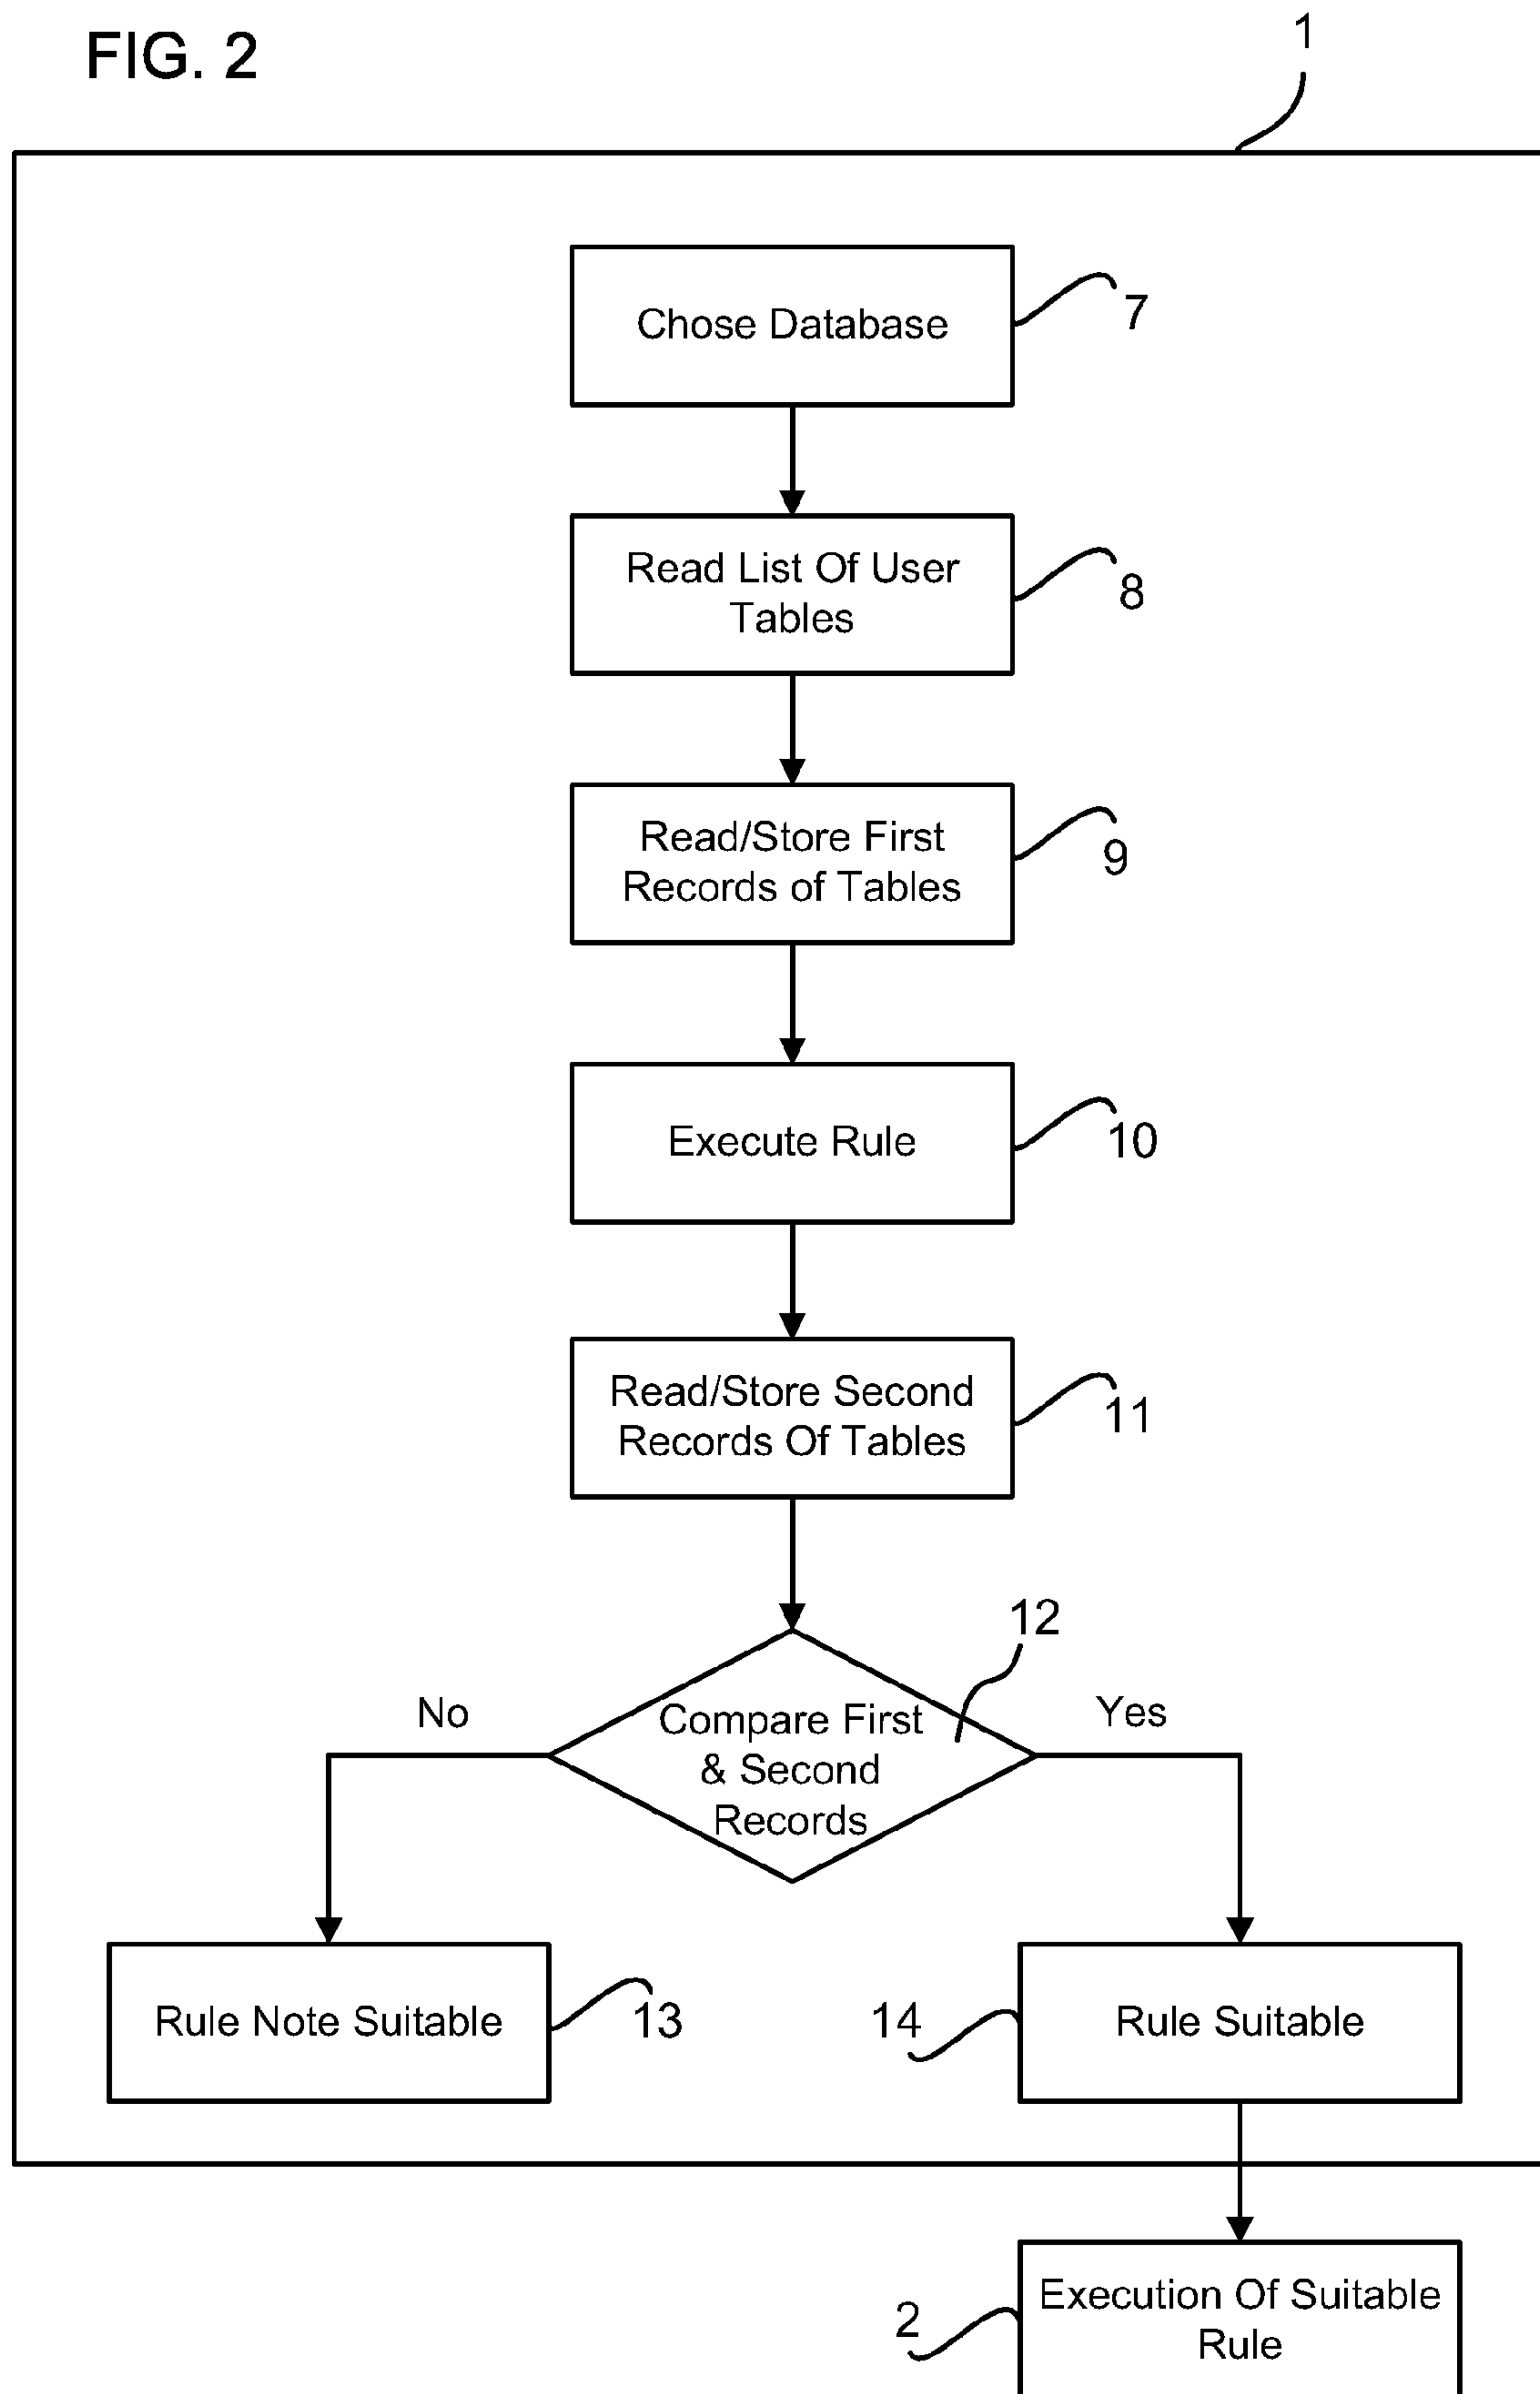 FIG. 2
1
Chose Database
7
Read List Of User
Tables
8
Read/Store First
Records of Tables
9
Execute Rule
10
Read/Store Second
Records Of Tables
11
12
No
Compare First
& Second
Records
Yes
Rule Note Suitable
13
14
Rule Suitable
2
Execution Of Suitable
Rule